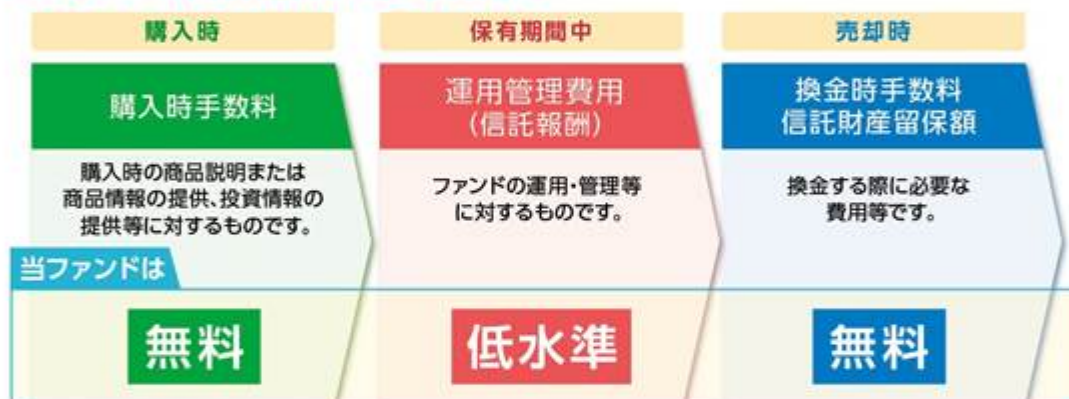 購入時
保有期間中
売却時
購入時手数料
運用管理費用
(信託報酬)
換金時手数料
信託財産留保額
購入時の商品説明または
商品情報の提供、投資情報の
提供等に対するものです。
ファンドの運用・管理等
に対するものです。
換金する際に必要な
費用等です。
当ファンドは
無料
低水準
無料